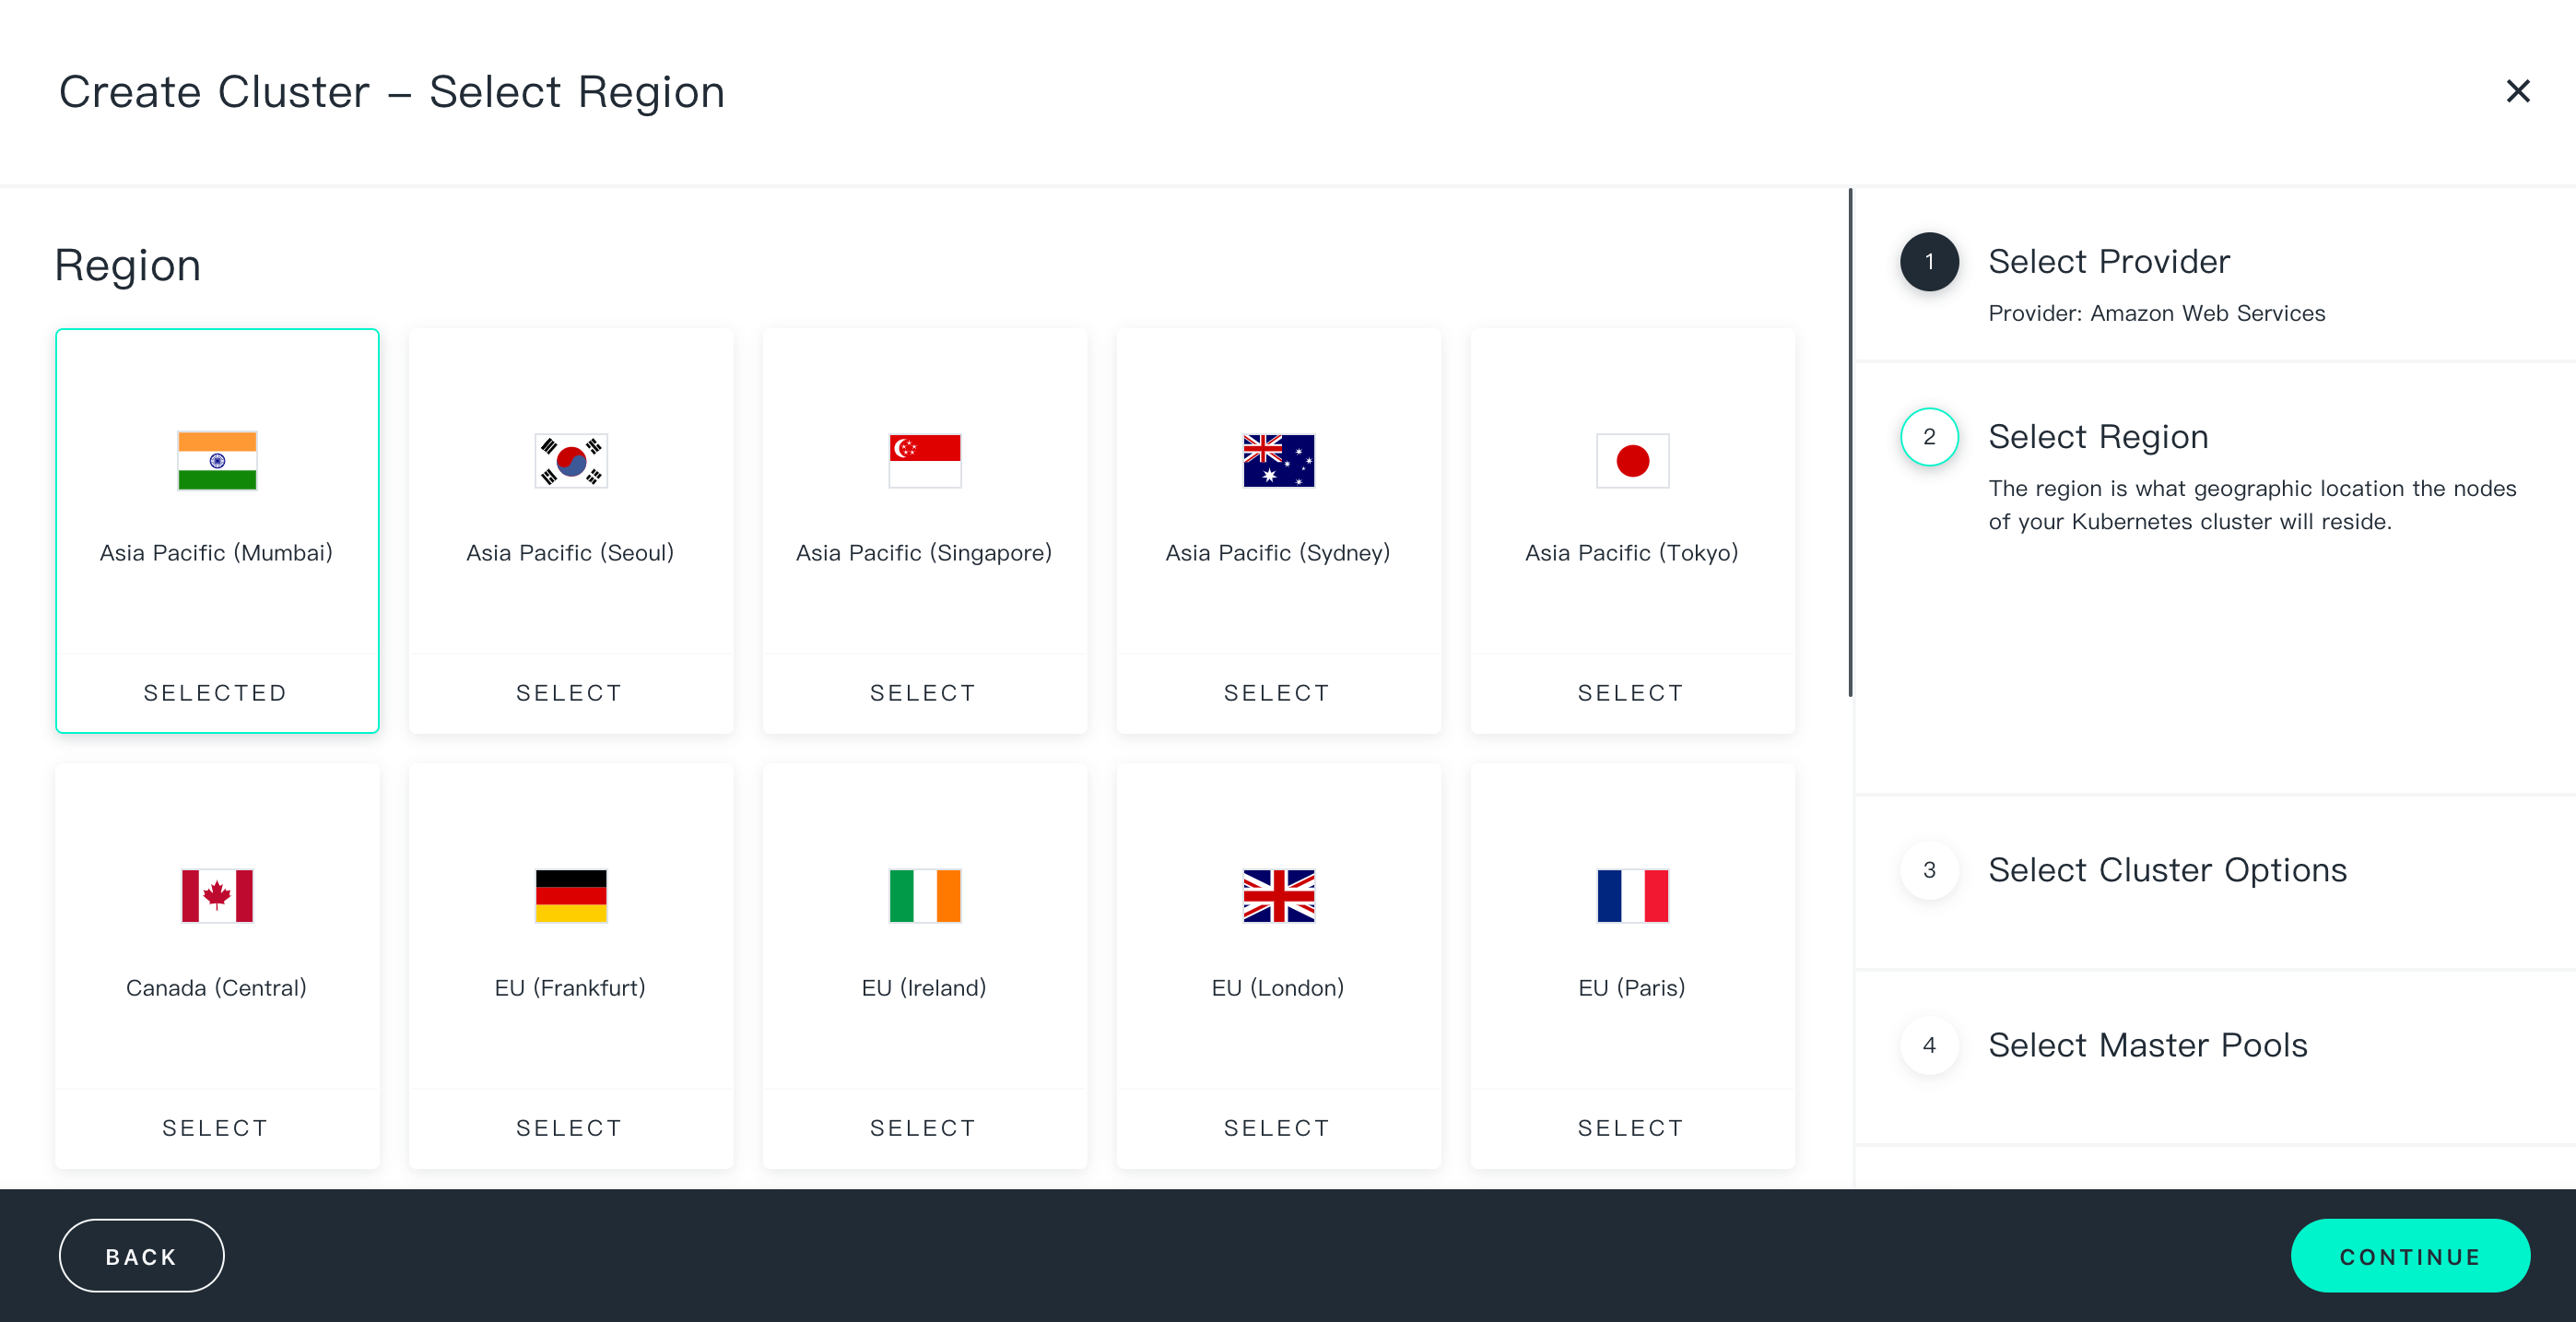 Create Cluster – Select Region
Region
Asia Pacific (Mumbai)
SELECTED
Asia Pacific (Seoul)
SELECT
Asia Pacific (Singapore)
SELECT
Asia Pacific (Sydney)
SELECT
Asia Pacific (Tokyo)
SELECT
Canada (Central)
SELECT
EU (Frankfurt)
SELECT
EU (Ireland)
SELECT
EU (London)
SELECT
EU (Paris)
SELECT
1
Select Provider
Provider: Amazon Web Services
2
Select Region
The region is what geographic location the nodes
of your Kubernetes cluster will reside.
3
Select Cluster Options
4
Select Master Pools
BACK
CONTINUE